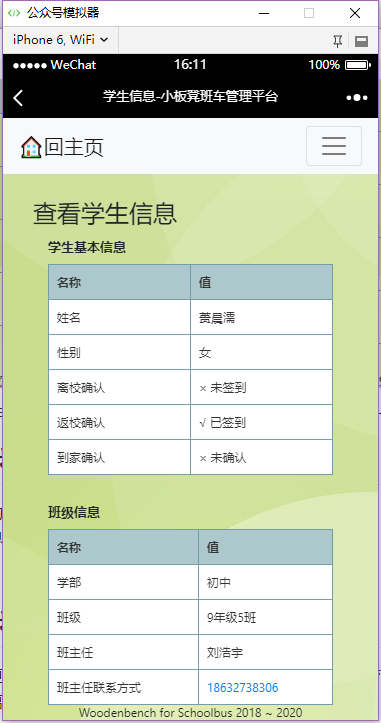 公众号模拟器
iPhone 6, WiFi
WeChat 16:11 100%
学生信息-小板凳班车管理平台
回主页
查看学生信息
学生基本信息
名称 值
姓名 黄晨濡
性别 女
离校确认 × 未签到
返校确认 √ 已签到
到家确认 × 未确认
班级信息
名称 值
学部 初中
班级 9年级5班
班主任 刘浩宇
班主任联系方式 18632738306
Woodenbench for Schoolbus 2018 ~ 2020